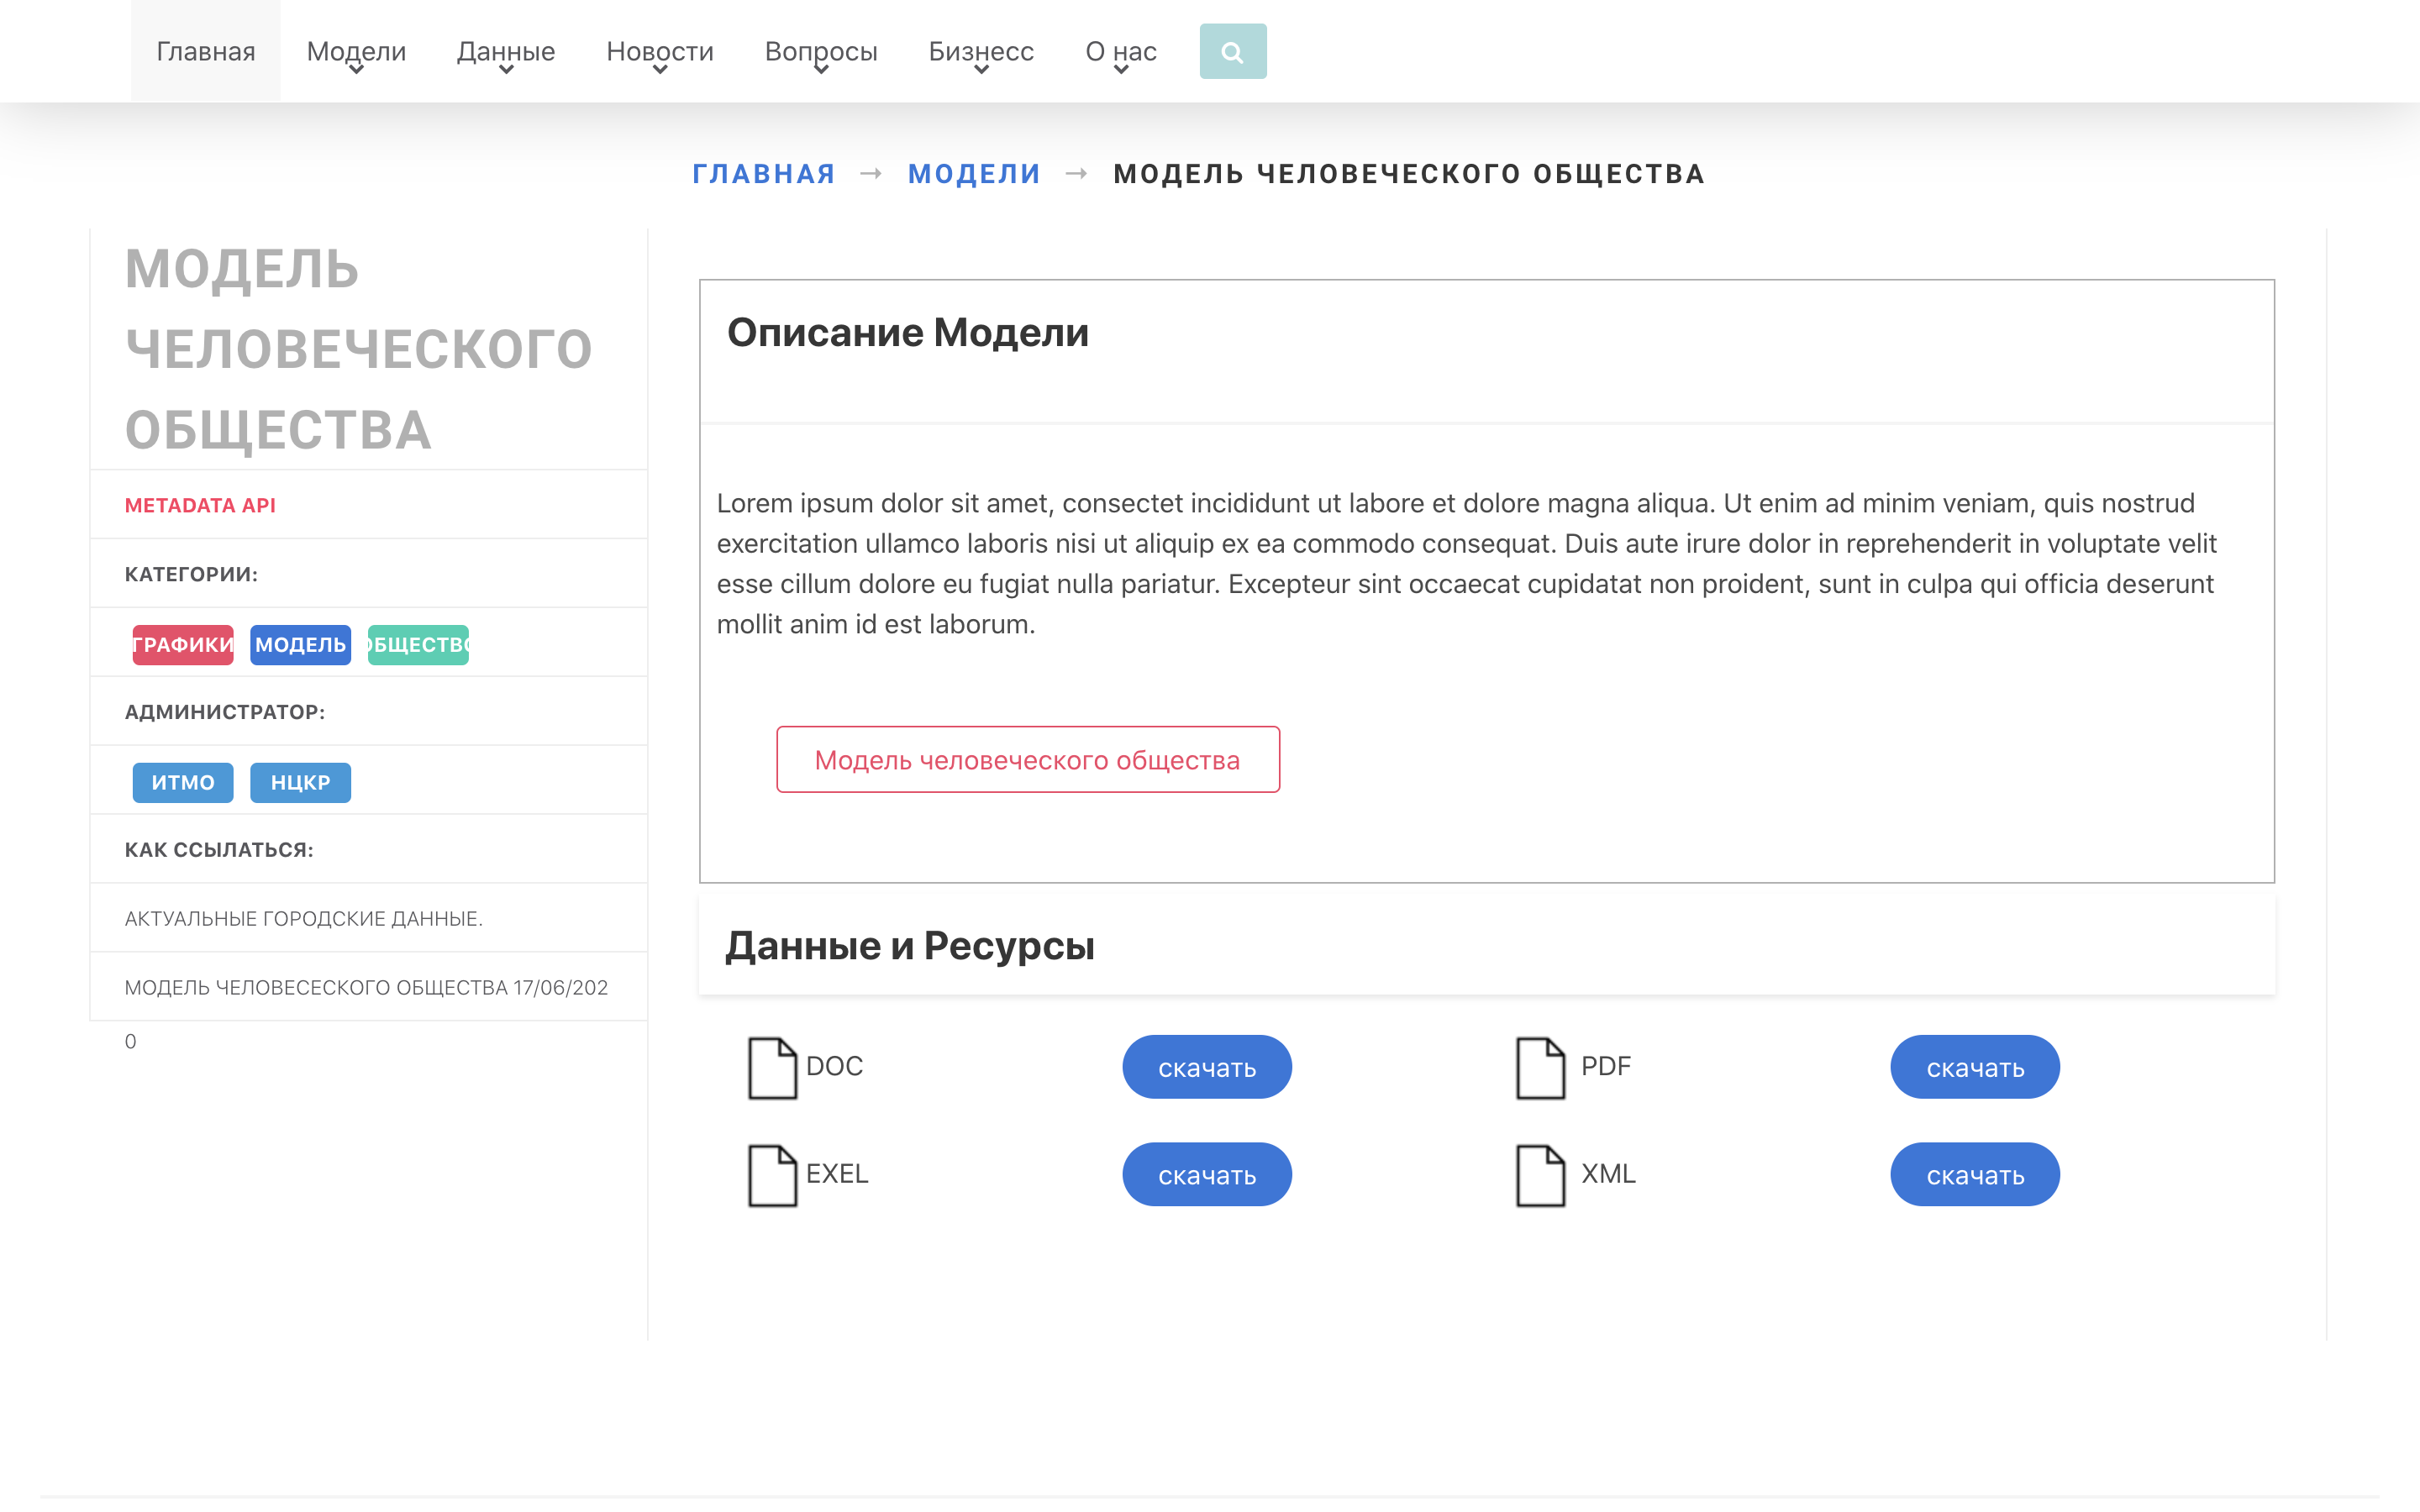 Главная Модели Данные Новости Вопросы Бизнесс О нас
ГЛАВНАЯ → МОДЕЛИ → МОДЕЛЬ ЧЕЛОВЕЧЕСКОГО ОБЩЕСТВА
МОДЕЛЬ
ЧЕЛОВЕЧЕСКОГО
ОБЩЕСТВА
METADATA API
КАТЕГОРИИ:
ГРАФИКИ МОДЕЛЬ ОБЩЕСТВО
АДМИНИСТРАТОР:
ИТМО НЦКР
КАК ССЫЛАТЬСЯ:
АКТУАЛЬНЫЕ ГОРОДСКИЕ ДАННЫЕ.
МОДЕЛЬ ЧЕЛОВЕСЕСКОГО ОБЩЕСТВА 17/06/202
0
Описание Модели
Lorem ipsum dolor sit amet, consectet incididunt ut labore et dolore magna aliqua. Ut enim ad minim veniam, quis nostrud
exercitation ullamco laboris nisi ut aliquip ex ea commodo consequat. Duis aute irure dolor in reprehenderit in voluptate velit
esse cillum dolore eu fugiat nulla pariatur. Excepteur sint occaecat cupidatat non proident, sunt in culpa qui officia deserunt
mollit anim id est laborum.
Модель человеческого общества
Данные и Ресурсы
DOC скачать PDF скачать
EXEL скачать XML скачать